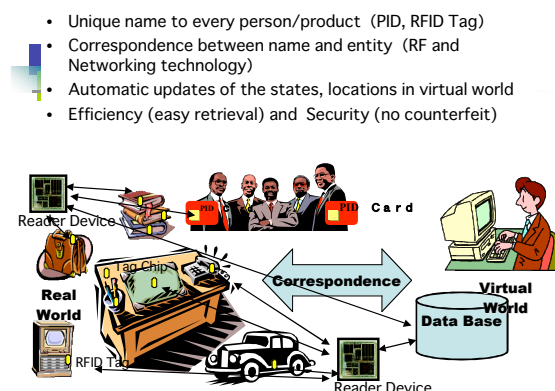 • Unique name to every person/product (PID, RFID Tag)
• Correspondence between name and entity (RF and
Networking technology)
• Automatic updates of the states, locations in virtual world
• Efficiency (easy retrieval) and Security (no counterfeit)
PID
PID
Card
Reader Device
Tag Chip
Correspondence
Real
World
Virtual
World
Data Base
RFID Tag
Reader Device